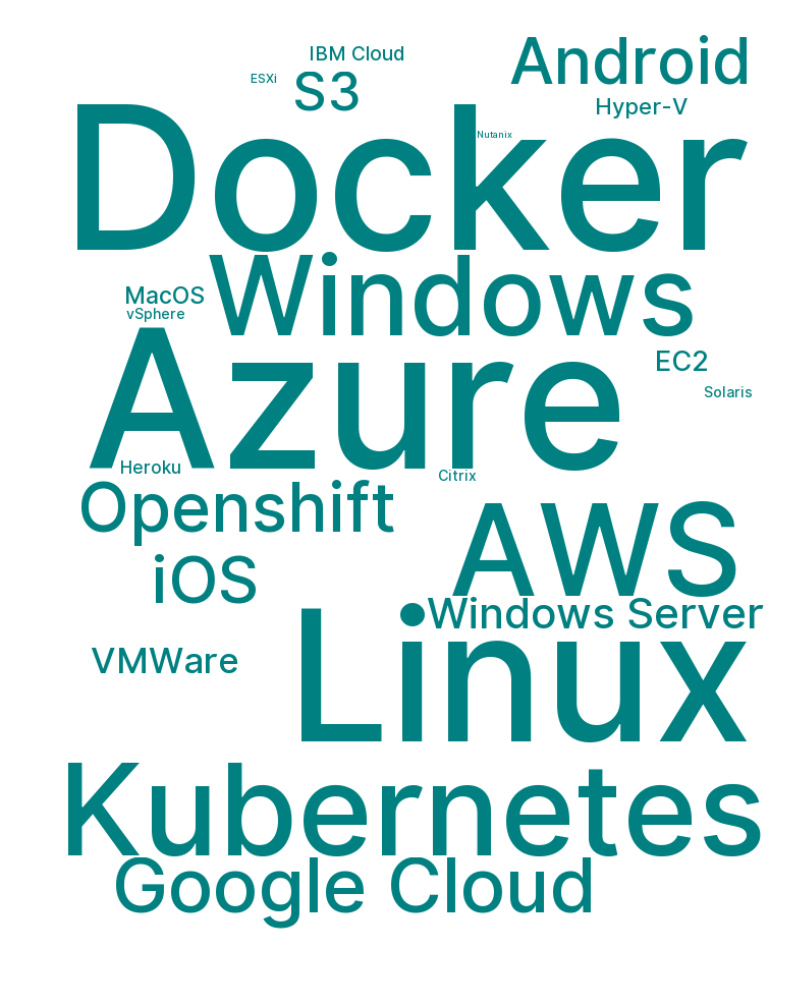 IBM Cloud
Android
ESXi
S3
Hyper-V
Docker
Nutanix
Windows
MacOS
vSphere
Azure
EC2
Solaris
Heroku
Citrix
Openshift
AWS
iOS
Windows Server
Linux
VMWare
Kubernetes
Google Cloud